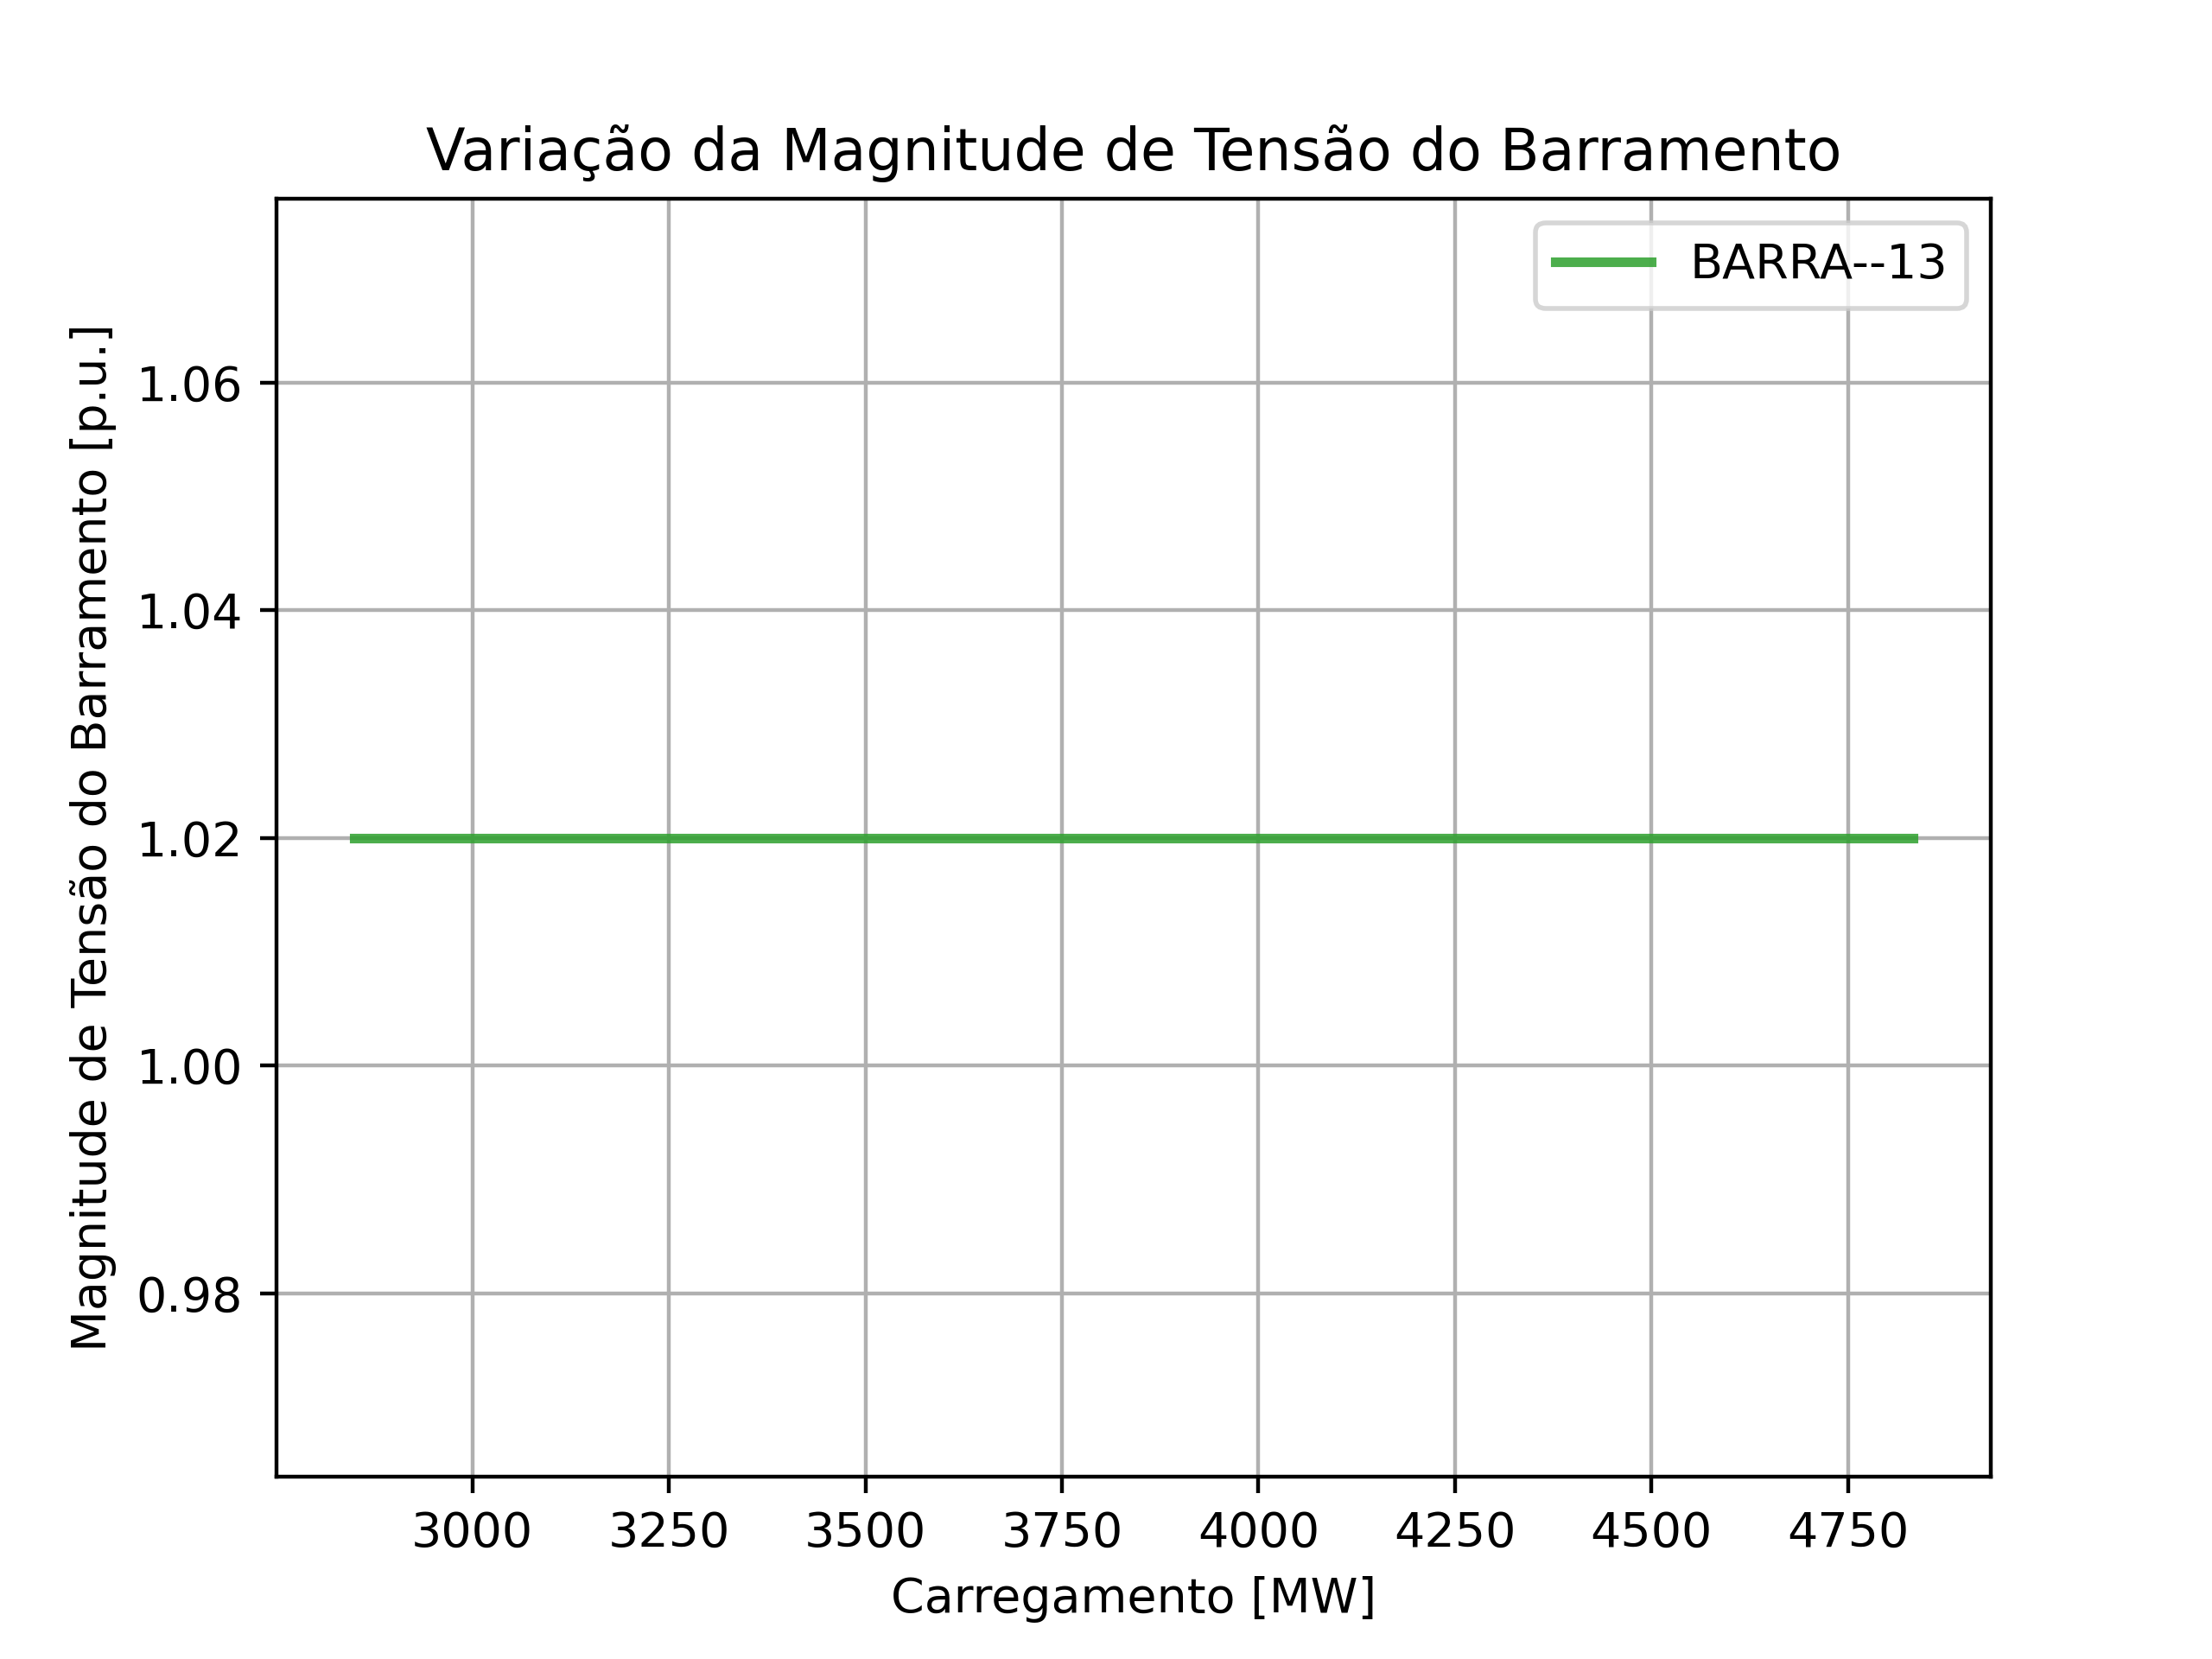 Variação da Magnitude de Tensão do Barramento
BARRA--13
Magnitude de Tensão do Barramento [p.u.]
1.06
1.04
1.02
1.00
0.98
3000 3250 3500 3750 4000 4250 4500 4750
Carregamento [MW]